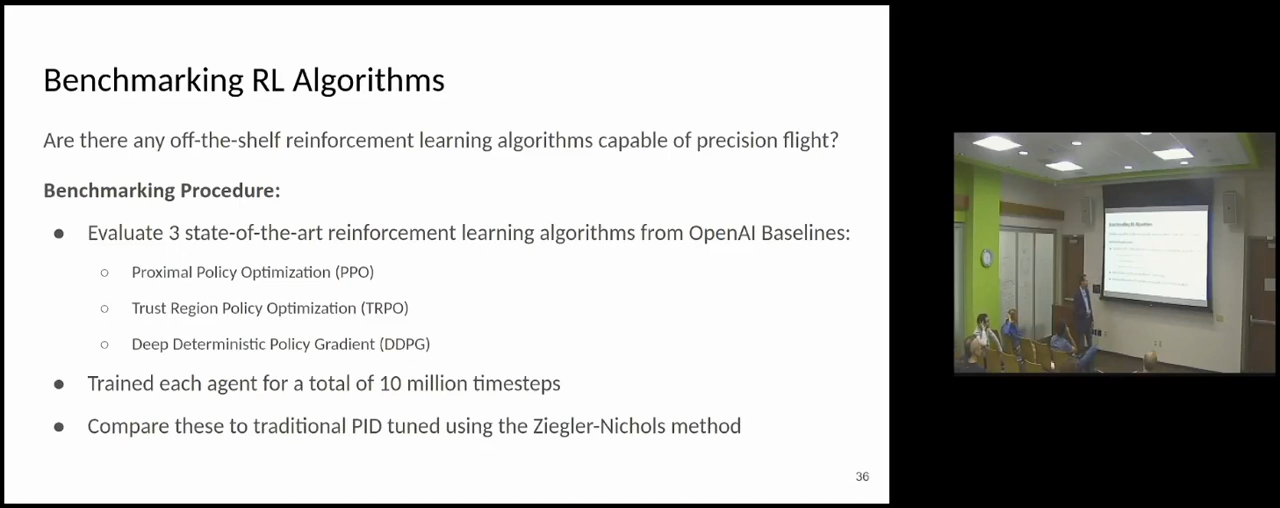 Benchmarking RL Algorithms
Are there any off-the-shelf reinforcement learning algorithms capable of precision flight?
Benchmarking Procedure:
● Evaluate 3 state-of-the-art reinforcement learning algorithms from OpenAI Baselines:
○ Proximal Policy Optimization (PPO)
○ Trust Region Policy Optimization (TRPO)
○ Deep Deterministic Policy Gradient (DDPG)
● Trained each agent for a total of 10 million timesteps
● Compare these to traditional PID tuned using the Ziegler-Nichols method
36